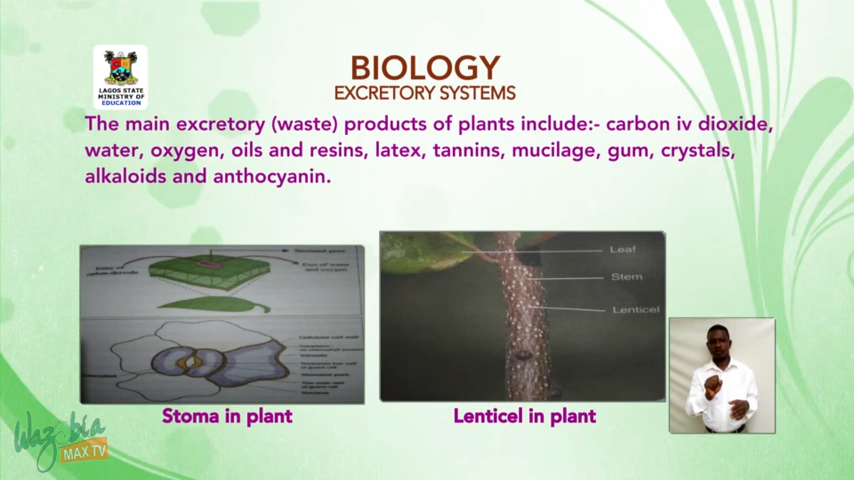 BIOLOGY
EXCRETORY SYSTEMS
LAGOS STATE
MINISTRY OF
EDUCATION
The main excretory (waste) products of plants include:- carbon iv dioxide,
water, oxygen, oils and resins, latex, tannins, mucilage, gum, crystals,
alkaloids and anthocyanin.
Leaf
Stem
Lenticel
Stoma in plant
Lenticel in plant
Wazobia
MAX TV